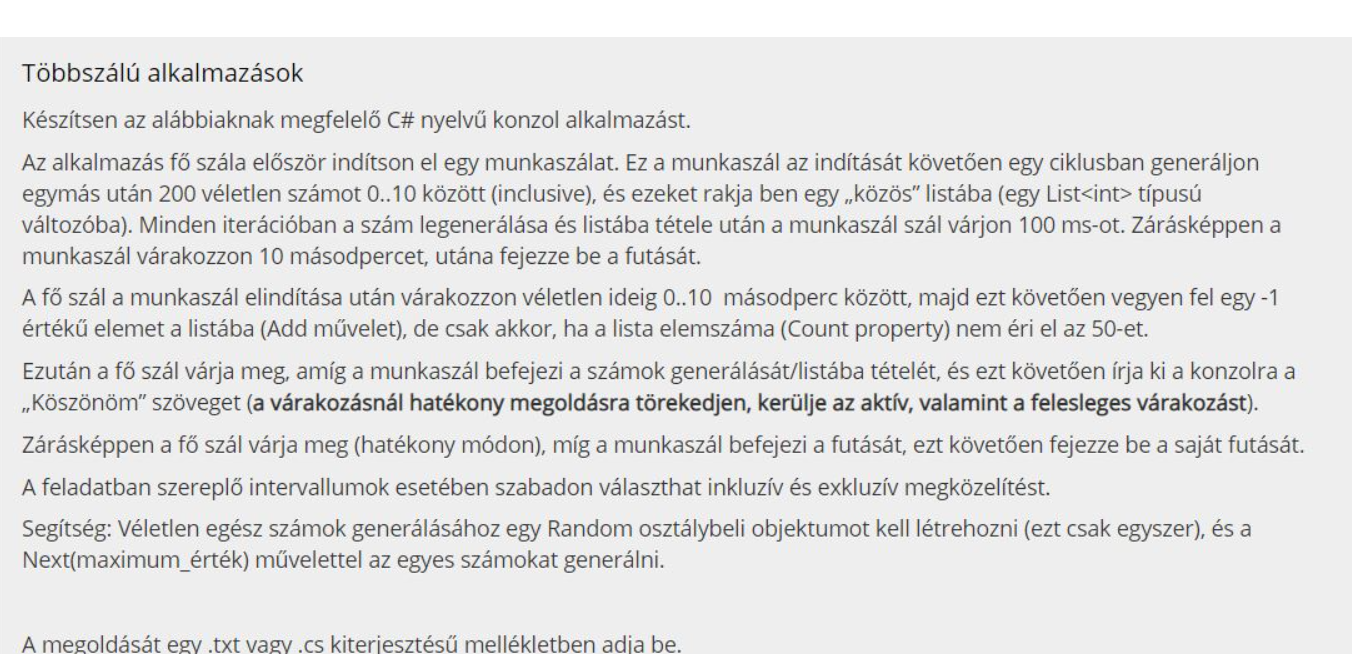 Többszálú alkalmazások
Készítsen az alábbiaknak megfelelő C# nyelvű konzol alkalmazást.
Az alkalmazás fő szála először indítson el egy munkaszálat. Ez a munkaszál az indítását követően egy ciklusban generáljon
egymás után 200 véletlen számot 0..10 között (inclusive), és ezeket rakja ben egy „közös” listába (egy List<int> típusú
változóba). Minden iterációban a szám legenerálása és listába tétele után a munkaszál szál várjon 100 ms-ot. Zárásképpen a
munkaszál várakozzon 10 másodpercet, utána fejezze be a futását.
A fő szál a munkaszál elindítása után várakozzon véletlen ideig 0..10  másodperc között, majd ezt követően vegyen fel egy -1
értékű elemet a listába (Add művelet), de csak akkor, ha a lista elemszáma (Count property) nem éri el az 50-et.
Ezután a fő szál várja meg, amíg a munkaszál befejezi a számok generálását/listába tételét, és ezt követően írja ki a konzolra a
„Köszönöm” szöveget (a várakozásnál hatékony megoldásra törekedjen, kerülje az aktív, valamint a felesleges várakozást).
Zárásképpen a fő szál várja meg (hatékony módon), míg a munkaszál befejezi a futását, ezt követően fejezze be a saját futását.
A feladatban szereplő intervallumok esetében szabadon választhat inkluzív és exkluzív megközelítést.
Segítség: Véletlen egész számok generálásához egy Random osztálybeli objektumot kell létrehozni (ezt csak egyszer), és a
Next(maximum_érték) művelettel az egyes számokat generálni.
A megoldását egy .txt vagy .cs kiterjesztésű mellékletben adja be.